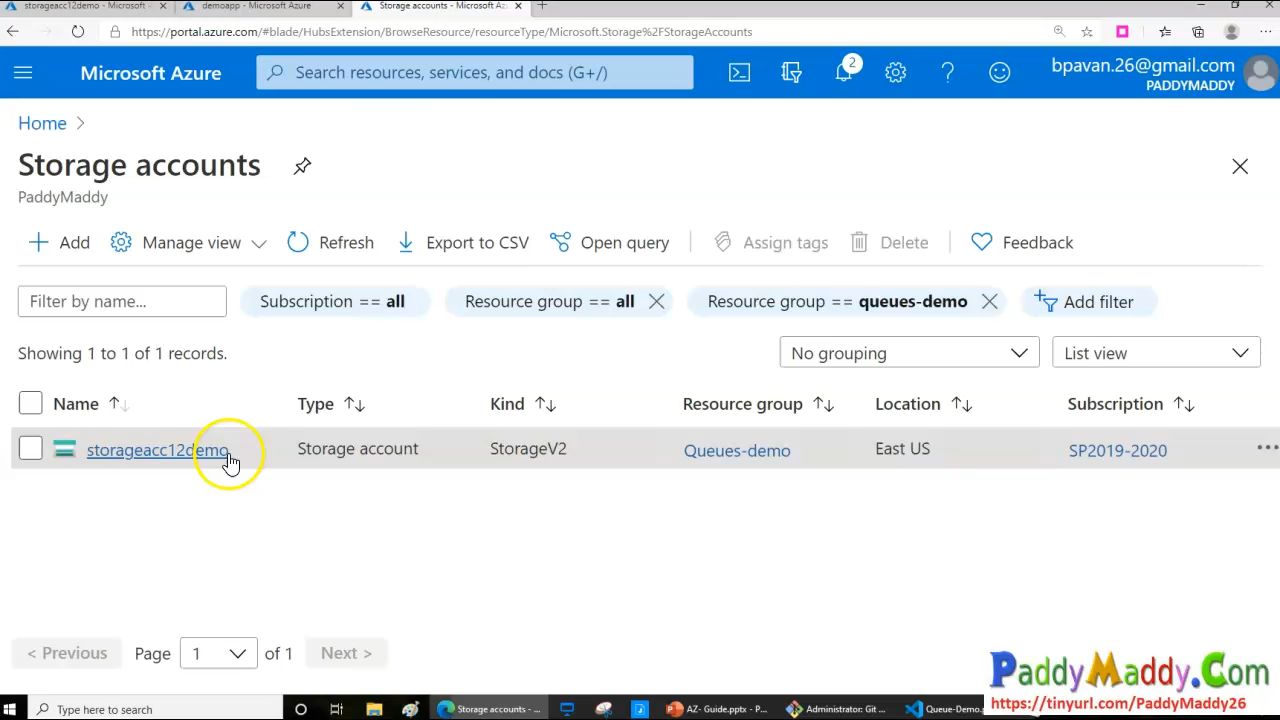 storageacc12demo - Microsoft
demoapp - Microsoft Azure
Storage accounts - Microsoft Az
https://portal.azure.com/#blade/HubsExtension/BrowseResource/resourceType/Microsoft.Storage%2FStorageAccounts
Microsoft Azure
Search resources, services, and docs (G+/)
2
bpavan.26@gmail.com
PADDYMADDY
Home >
Storage accounts
PaddyMaddy
Add
Manage view
Refresh
Export to CSV
Open query
Assign tags
Delete
Feedback
Filter by name...
Subscription == all
Resource group == all
Resource group == queues-demo
Add filter
Showing 1 to 1 of 1 records.
No grouping
List view
Name
Type
Kind
Resource group
Location
Subscription
storageacc12demo
Storage account
StorageV2
Queues-demo
East US
SP2019-2020
< Previous
Page
1
of 1
Next >
PaddyMaddy.Com
https://tinyurl.com/PaddyMaddy26
Type here to search
Storage accounts - ...
AZ- Guide.pptx - P...
Administrator: Git ...
Queue-Demo.